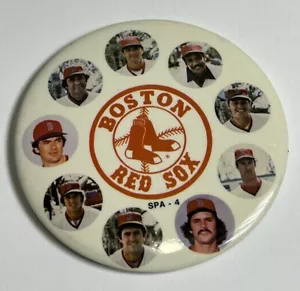 BOSTON
RED SOX
SPA - 4